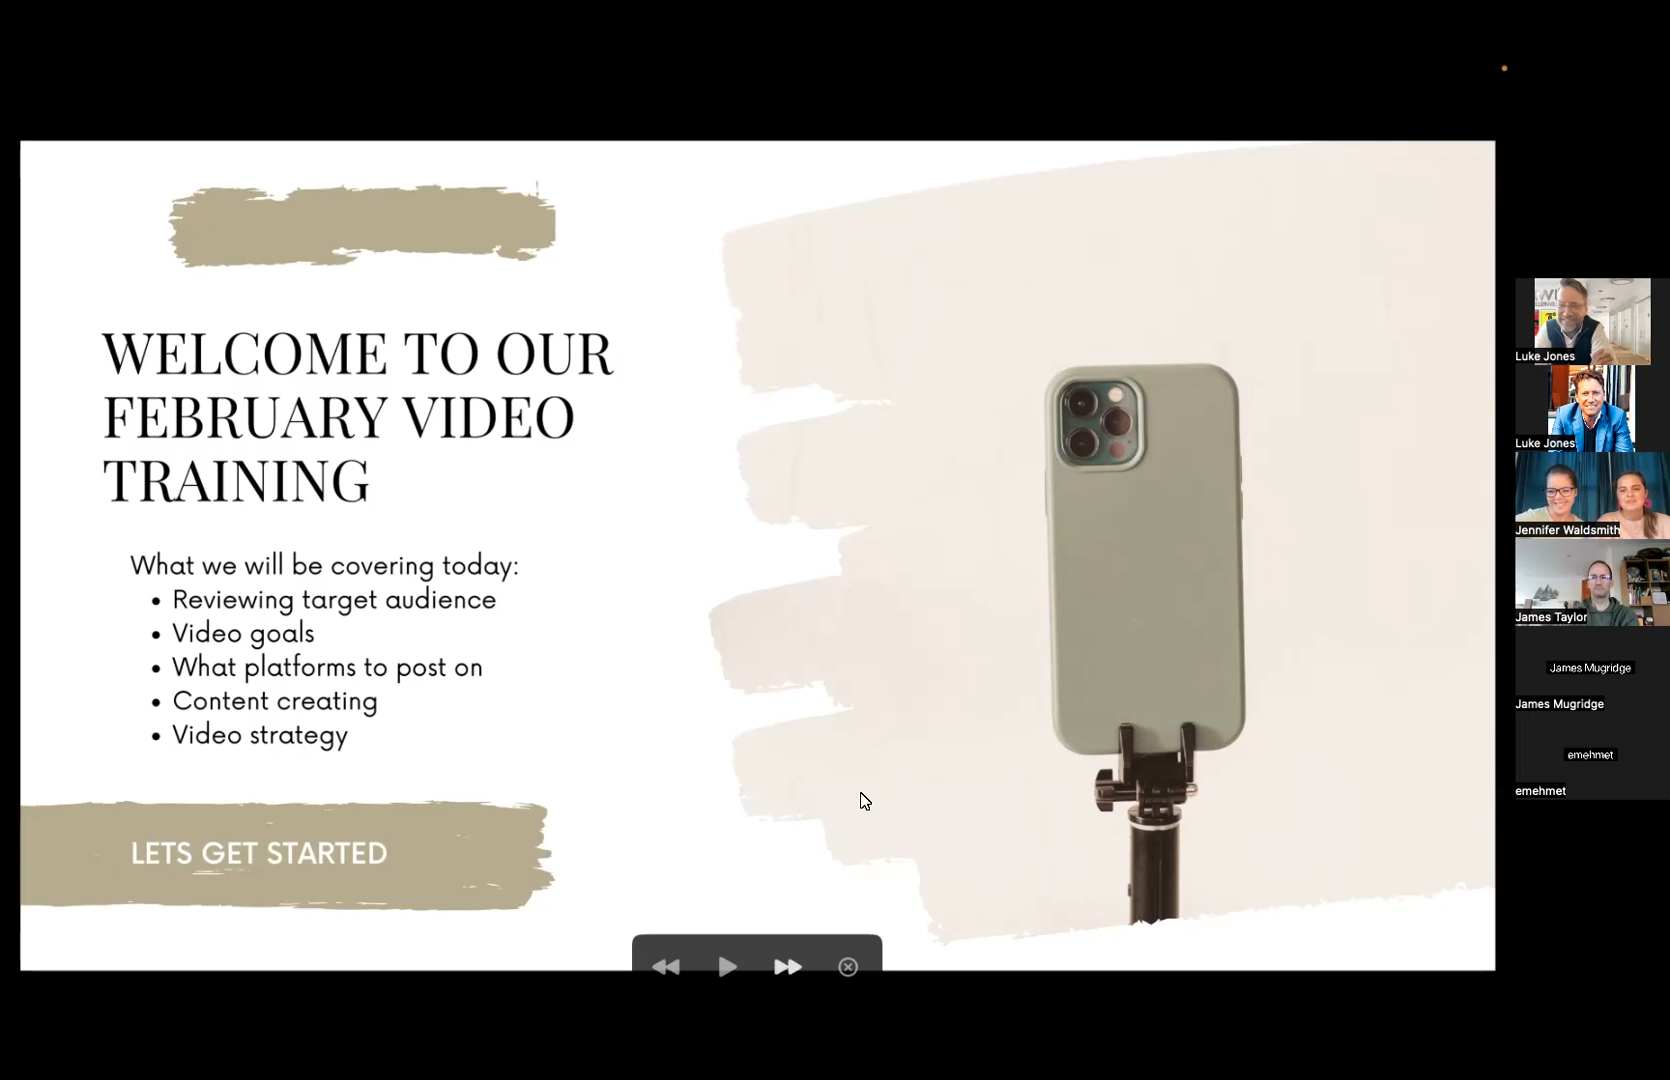 WELCOME TO OUR
FEBRUARY VIDEO
TRAINING
What we will be covering today:
• Reviewing target audience
• Video goals
• What platforms to post on
• Content creating
• Video strategy
LETS GET STARTED
Luke Jones
Luke Jones
Jennifer Waldsmith
James Taylor
James Mugridge
James Mugridge
emehmet
emehmet